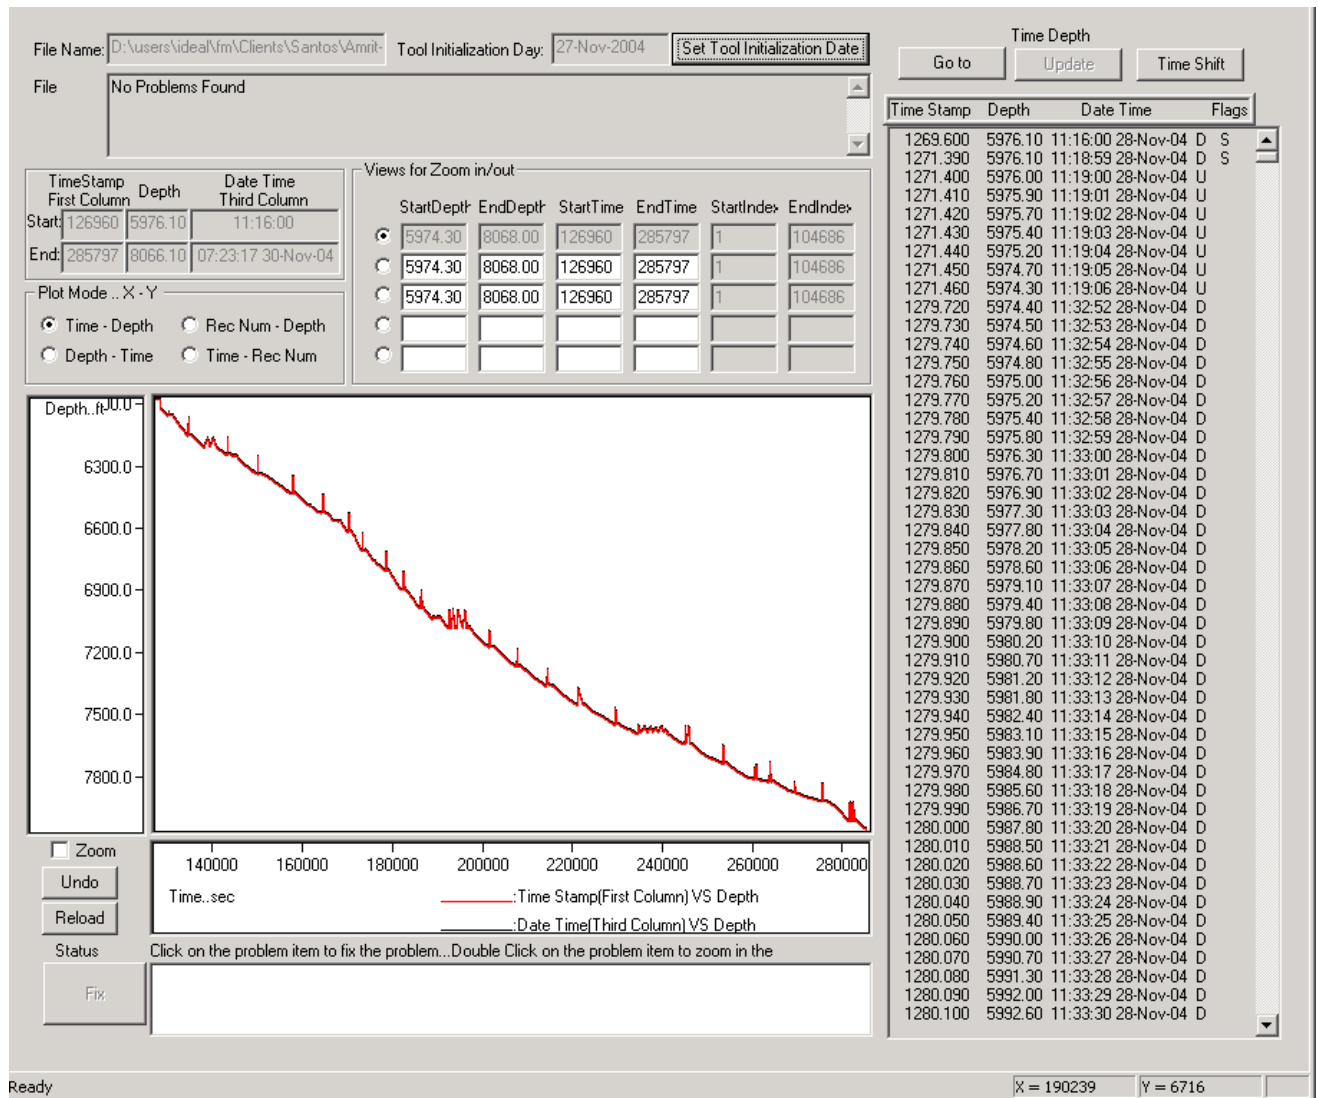 File Name: D:\users\ideal\fm\Clients\Santos\Amrit- Tool Initialization Day: 27-Nov-2004 Set Tool Initialization Date
File No Problems Found
TimeStamp Depth Date Time
First Column Third Column
Start: 126960 5976.10 11:16:00
End: 285797 8066.10 07:23:17 30-Nov-04
Plot Mode .. X - Y
Time - Depth Rec Num - Depth
Depth - Time Time - Rec Num
Views for Zoom in/out
StartDepth EndDepth StartTime EndTime StartIndex EndIndex
5974.30 8068.00 126960 285797 1 104686
5974.30 8068.00 126960 285797 1 104686
5974.30 8068.00 126960 285797 1 104686
Depth..ft
6300.0
6600.0
6900.0
7200.0
7500.0
7800.0
Zoom
Undo
Reload
140000 160000 180000 200000 220000 240000 260000 280000
Time..sec :Time Stamp(First Column) VS Depth
:Date Time(Third Column) VS Depth
Status Click on the problem item to fix the problem...Double Click on the problem item to zoom in the
Fix
Time Depth
Go to Update Time Shift
Time Stamp Depth Date Time Flags
1269.600 5976.10 11:16:00 28-Nov-04 D S
1271.390 5976.10 11:18:59 28-Nov-04 D S
1271.400 5976.00 11:19:00 28-Nov-04 U
1271.410 5975.90 11:19:01 28-Nov-04 U
1271.420 5975.70 11:19:02 28-Nov-04 U
1271.430 5975.40 11:19:03 28-Nov-04 U
1271.440 5975.20 11:19:04 28-Nov-04 U
1271.450 5974.70 11:19:05 28-Nov-04 U
1271.460 5974.30 11:19:06 28-Nov-04 U
1279.720 5974.40 11:32:52 28-Nov-04 D
1279.730 5974.50 11:32:53 28-Nov-04 D
1279.740 5974.60 11:32:54 28-Nov-04 D
1279.750 5974.80 11:32:55 28-Nov-04 D
1279.760 5975.00 11:32:56 28-Nov-04 D
1279.770 5975.20 11:32:57 28-Nov-04 D
1279.780 5975.40 11:32:58 28-Nov-04 D
1279.790 5975.80 11:32:59 28-Nov-04 D
1279.800 5976.30 11:33:00 28-Nov-04 D
1279.810 5976.70 11:33:01 28-Nov-04 D
1279.820 5976.90 11:33:02 28-Nov-04 D
1279.830 5977.30 11:33:03 28-Nov-04 D
1279.840 5977.80 11:33:04 28-Nov-04 D
1279.850 5978.20 11:33:05 28-Nov-04 D
1279.860 5978.60 11:33:06 28-Nov-04 D
1279.870 5979.10 11:33:07 28-Nov-04 D
1279.880 5979.40 11:33:08 28-Nov-04 D
1279.890 5979.80 11:33:09 28-Nov-04 D
1279.900 5980.20 11:33:10 28-Nov-04 D
1279.910 5980.70 11:33:11 28-Nov-04 D
1279.920 5981.20 11:33:12 28-Nov-04 D
1279.930 5981.80 11:33:13 28-Nov-04 D
1279.940 5982.40 11:33:14 28-Nov-04 D
1279.950 5983.10 11:33:15 28-Nov-04 D
1279.960 5983.90 11:33:16 28-Nov-04 D
1279.970 5984.80 11:33:17 28-Nov-04 D
1279.980 5985.60 11:33:18 28-Nov-04 D
1279.990 5986.70 11:33:19 28-Nov-04 D
1280.000 5987.80 11:33:20 28-Nov-04 D
1280.010 5988.50 11:33:21 28-Nov-04 D
1280.020 5988.60 11:33:22 28-Nov-04 D
1280.030 5988.70 11:33:23 28-Nov-04 D
1280.040 5988.90 11:33:24 28-Nov-04 D
1280.050 5989.40 11:33:25 28-Nov-04 D
1280.060 5990.00 11:33:26 28-Nov-04 D
1280.070 5990.70 11:33:27 28-Nov-04 D
1280.080 5991.30 11:33:28 28-Nov-04 D
1280.090 5992.00 11:33:29 28-Nov-04 D
1280.100 5992.60 11:33:30 28-Nov-04 D
Ready X = 190239 Y = 6716